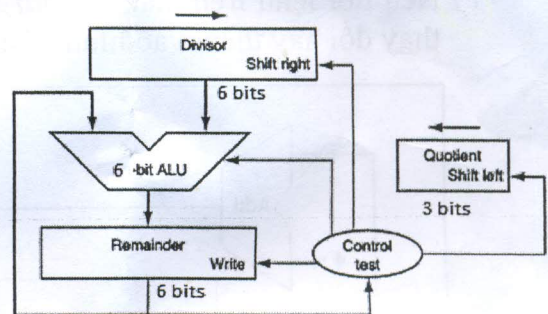 Divisor
Shift right
6 bits
6 -bit ALU
Quotient
Shift left
3 bits
Remainder
Write
Control
test
6 bits